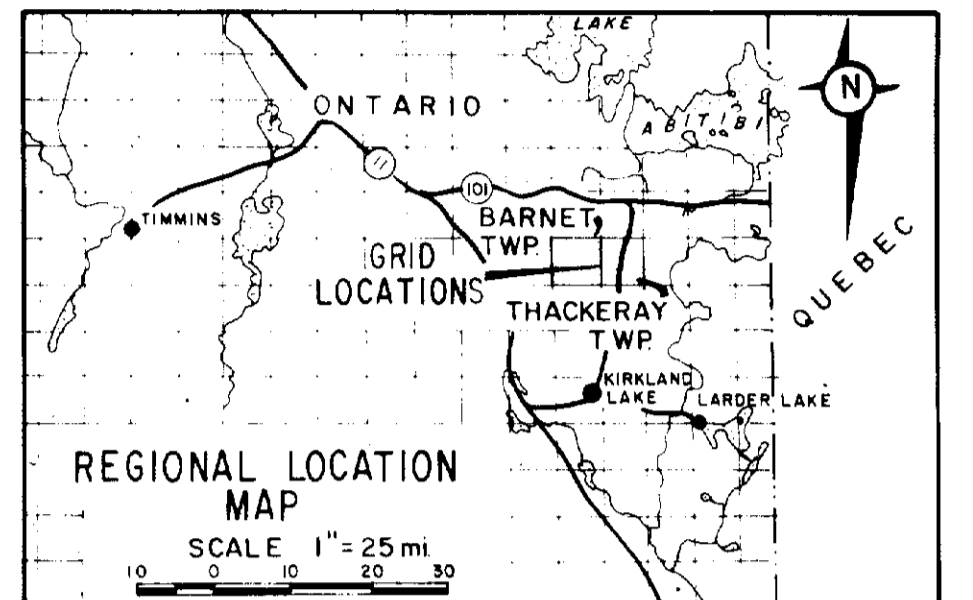 LAKE
ONTARIO
ABITIBI
N
11
101
TIMMINS
BARNET
TWP.
GRID
LOCATIONS
QUEBEC
THACKERAY
TWP.
KIRKLAND
LAKE
LARDER LAKE
REGIONAL LOCATION
MAP
SCALE 1" = 25 mi.
10 0 10 20 30